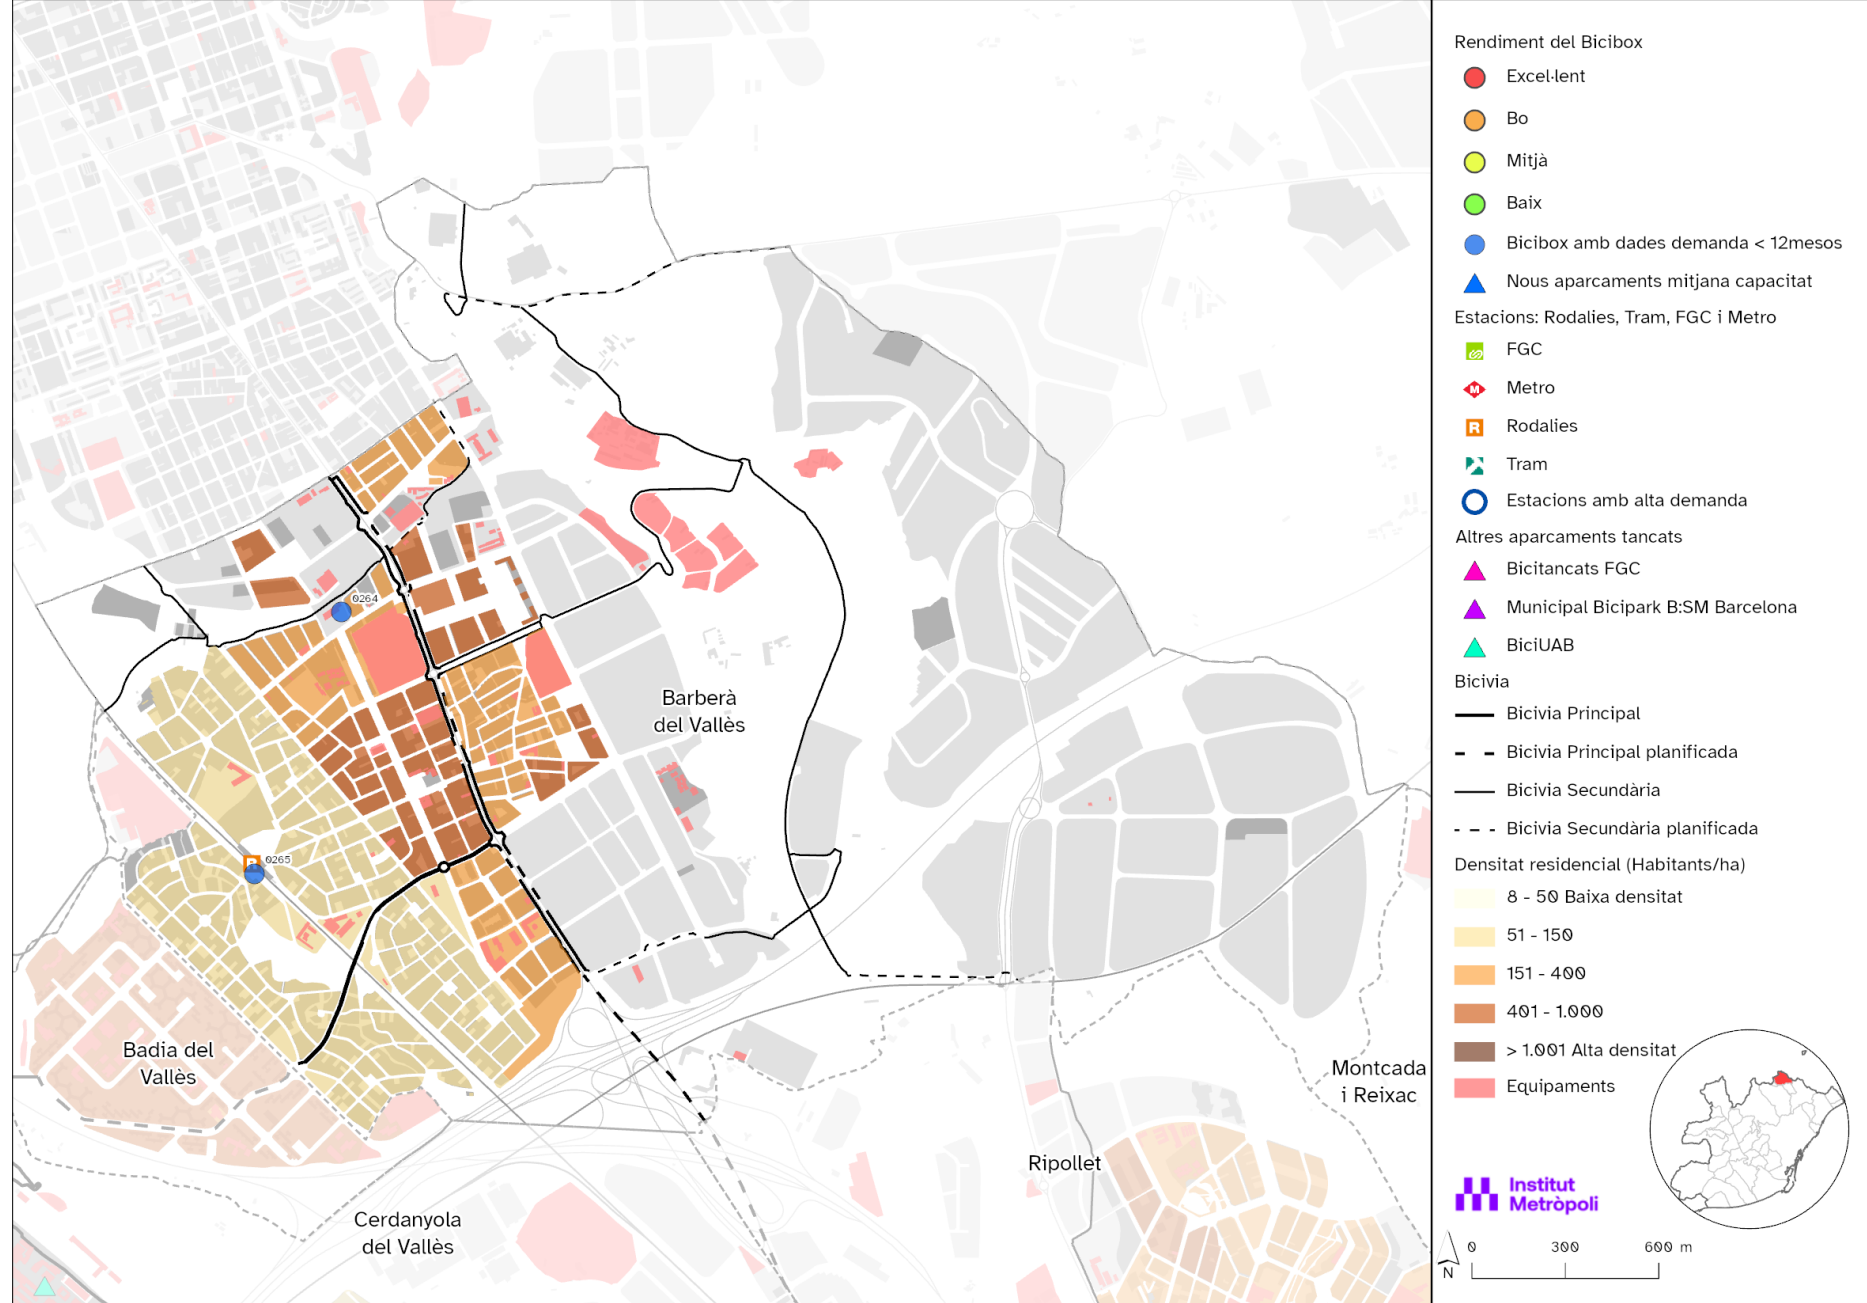 0264
Barberà
del Vallès
0265
Badia del
Vallès
Montcada
i Reixac
Ripollet
Cerdanyola
del Vallès
Rendiment del Bicibox
Excel·lent
Bo
Mitjà
Baix
Bicibox amb dades demanda < 12mesos
Nous aparcaments mitjana capacitat
Estacions: Rodalies, Tram, FGC i Metro
FGC
M
Metro
R
Rodalies
Tram
Estacions amb alta demanda
Altres aparcaments tancats
Bicitancats FGC
Municipal Bicipark B:SM Barcelona
BiciUAB
Bicivia
Bicivia Principal
Bicivia Principal planificada
Bicivia Secundària
Bicivia Secundària planificada
Densitat residencial (Habitants/ha)
8 - 50 Baixa densitat
51 - 150
151 - 400
401 - 1.000
> 1.001 Alta densitat
Equipaments
Institut
Metròpoli
N
0 300 600 m